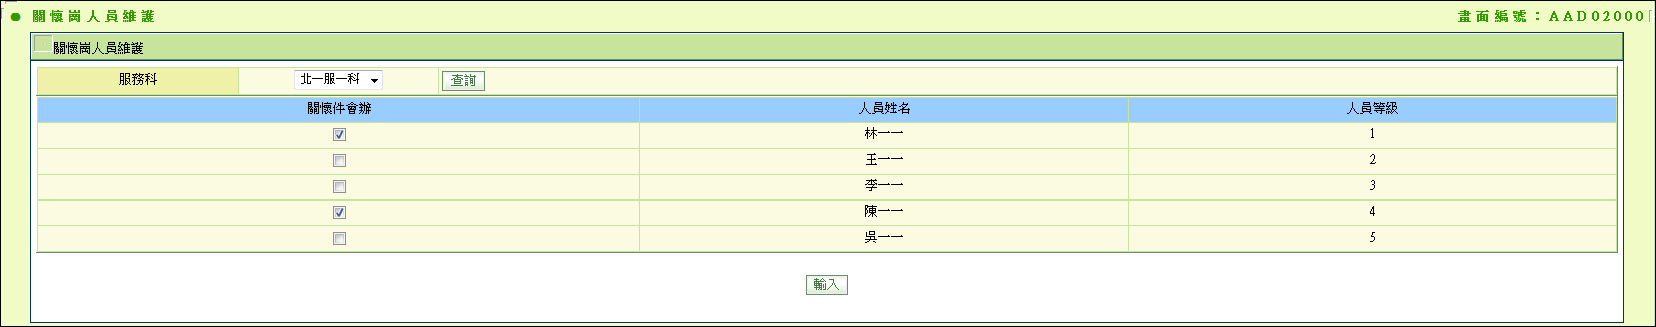 關懷崗人員維護 畫面編號：AAD02000
關懷崗人員維護
服務科 北一服一科 查詢
關懷件會辦 人員姓名 人員等級
林一一 1
王一一 2
李一一 3
陳一一 4
吳一一 5
輸入